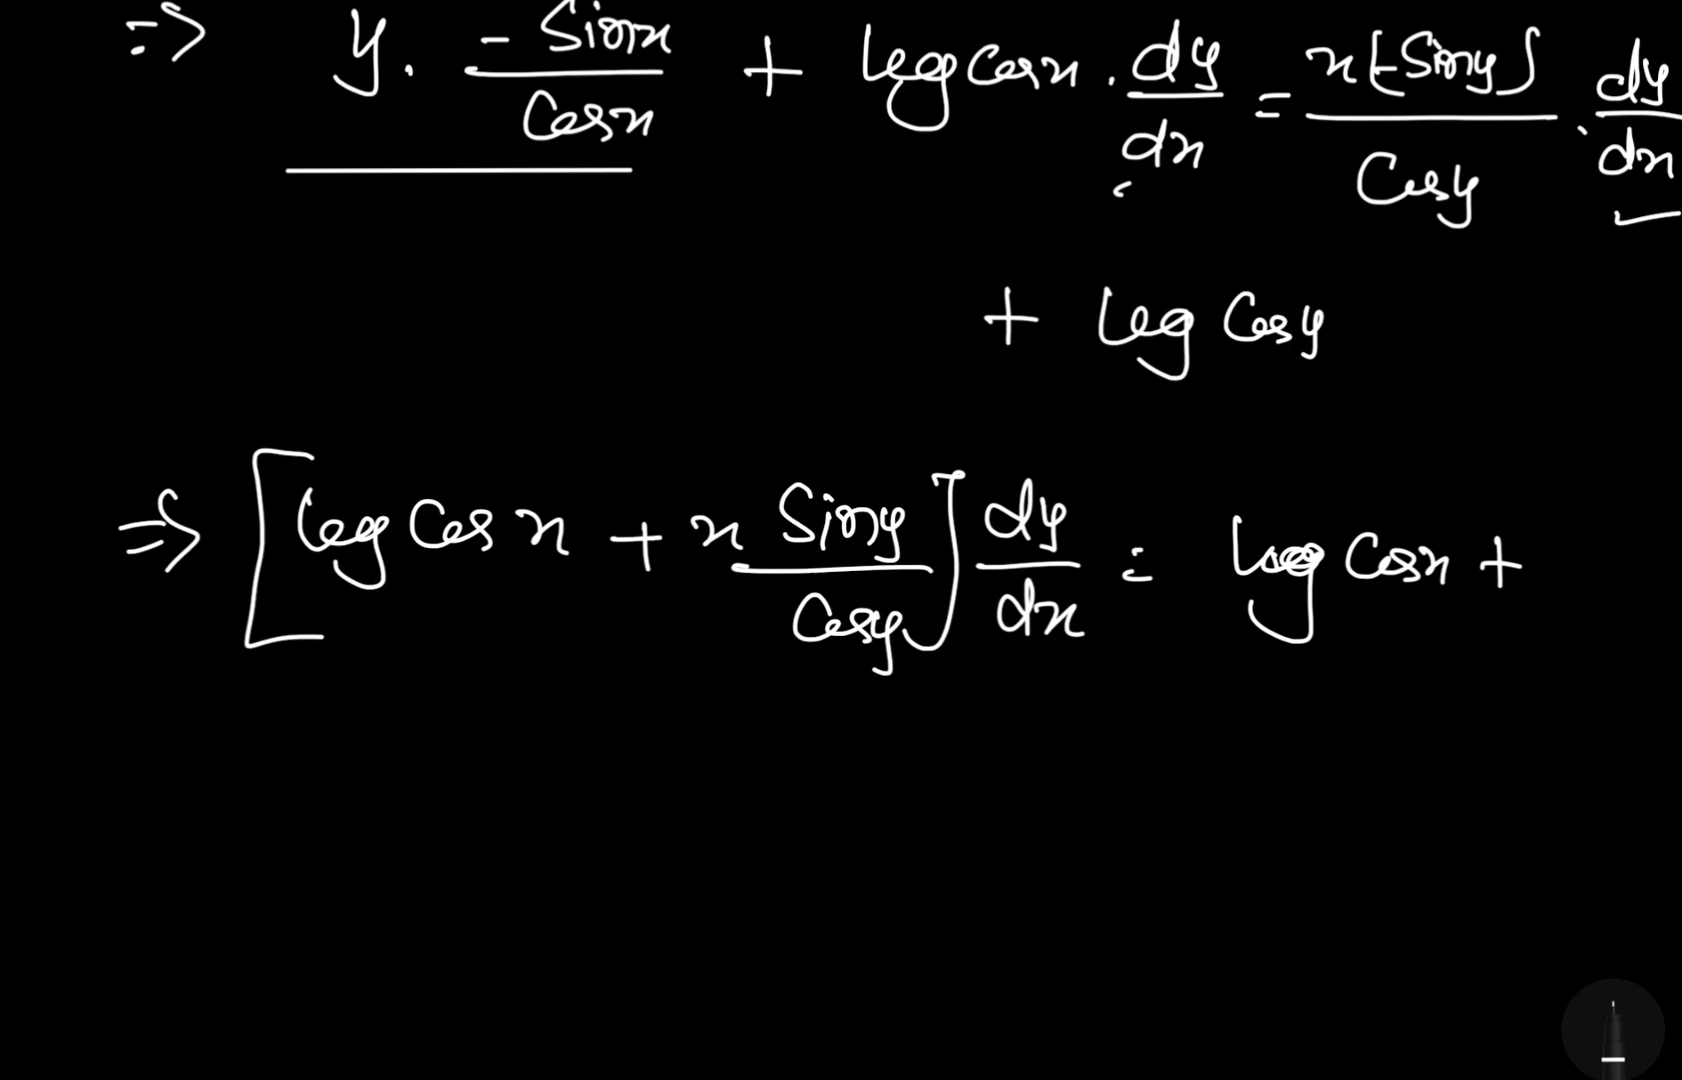 => y. -Sinx/Cosx + log Cosx . dy/dx = x(-Siny)/Cosy . dy/dx
+ log Cosy
=> [log Cos x + x Siny/Cosy] dy/dx = log Cosx +